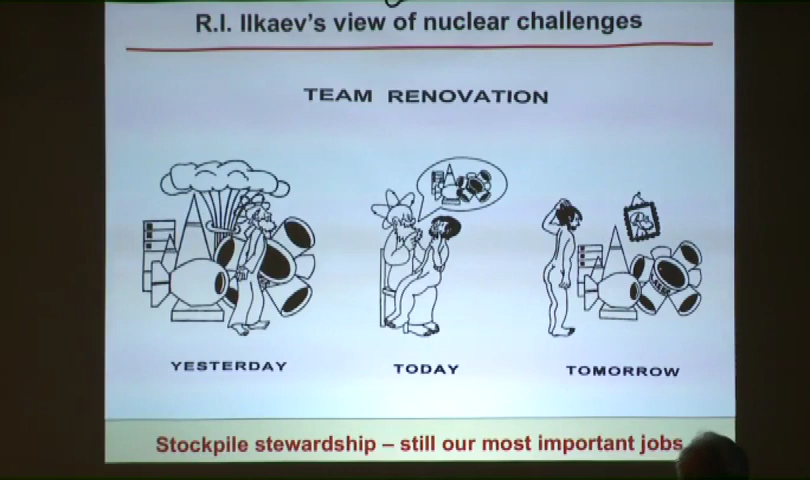 R.I. Ilkaev's view of nuclear challenges
TEAM RENOVATION
YESTERDAY
TODAY
TOMORROW
Stockpile stewardship – still our most important jobs